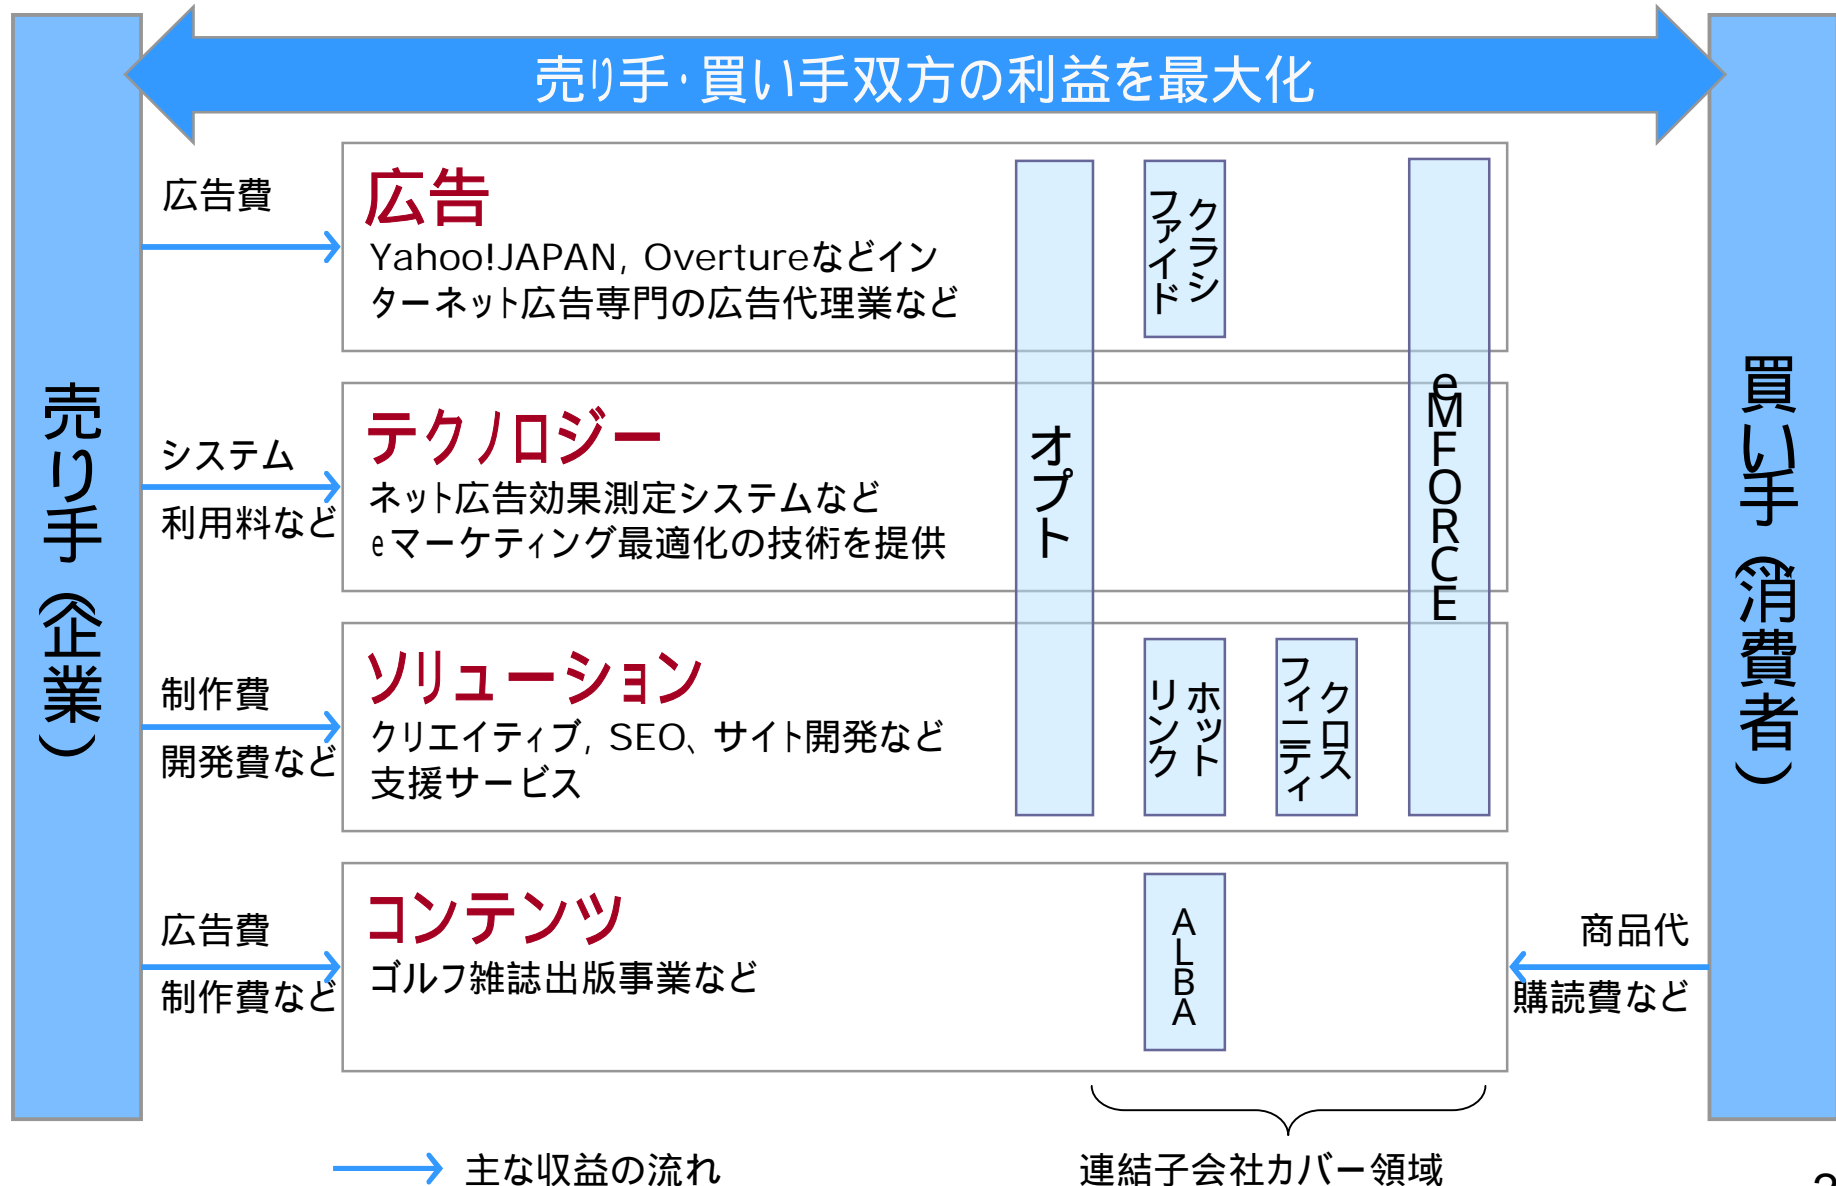 売り手・買い手双方の利益を最大化
売り手(企業)
買い手(消費者)
広告費
広告
Yahoo!JAPAN, Overtureなどイン
ターネット広告専門の広告代理業など
システム
利用料など
テクノロジー
ネット広告効果測定システムなど
eマーケティング最適化の技術を提供
制作費
開発費など
ソリューション
クリエイティブ, SEO、サイト開発など
支援サービス
広告費
制作費など
コンテンツ
ゴルフ雑誌出版事業など
オプト
クラシ
ファイド
ホット
リンク
クロス
フィニティ
eMFORCE
ALBA
商品代
購読費など
主な収益の流れ
連結子会社カバー領域